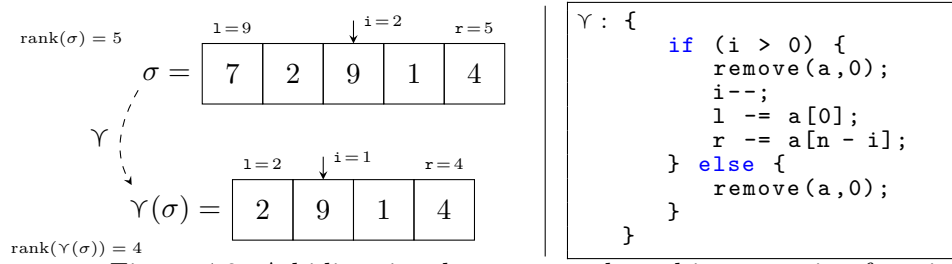 rank(σ) = 5
l=9
i=2
r=5
σ = 7 2 9 1 4
ϒ
l=2
i=1
r=4
ϒ(σ) = 2 9 1 4
rank(ϒ(σ)) = 4
ϒ: {
if (i > 0) {
remove(a,0);
i--;
l -= a[0];
r -= a[n - i];
} else {
remove(a,0);
}
}